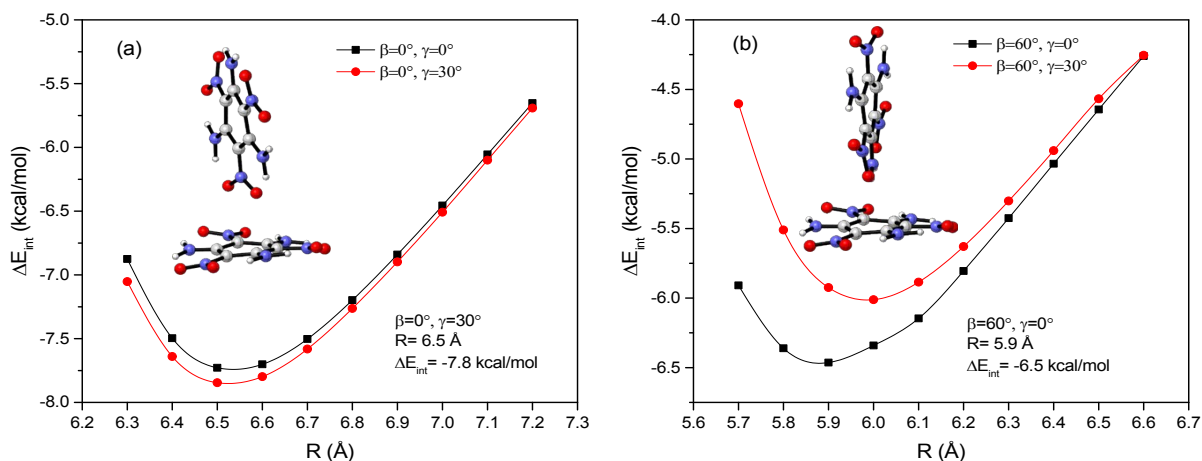 (a)
β=0°, γ=0°
β=0°, γ=30°
-5.0
-5.5
-6.0
-6.5
-7.0
-7.5
-8.0
ΔE_int (kcal/mol)
β=0°, γ=30°
R= 6.5 Å
ΔE_int= -7.8 kcal/mol
6.2 6.3 6.4 6.5 6.6 6.7 6.8 6.9 7.0 7.1 7.2 7.3
R (Å)
(b)
β=60°, γ=0°
β=60°, γ=30°
-4.0
-4.5
-5.0
-5.5
-6.0
-6.5
ΔE_int (kcal/mol)
β=60°, γ=0°
R= 5.9 Å
ΔE_int= -6.5 kcal/mol
5.6 5.7 5.8 5.9 6.0 6.1 6.2 6.3 6.4 6.5 6.6 6.7
R (Å)